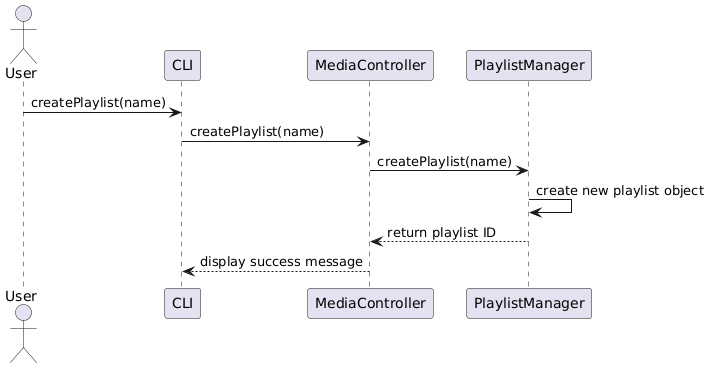 User
CLI
MediaController
PlaylistManager
createPlaylist(name)
createPlaylist(name)
createPlaylist(name)
create new playlist object
return playlist ID
display success message
User
CLI
MediaController
PlaylistManager